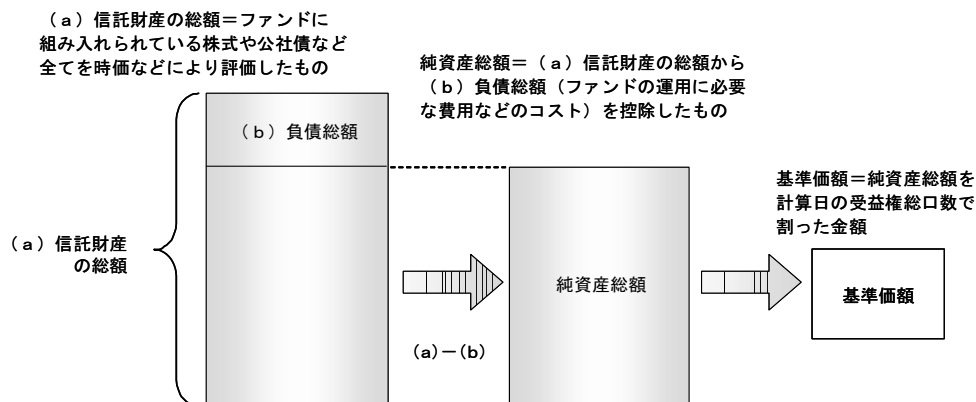 (a)信託財産の総額＝ファンドに
組み入れられている株式や公社債など
全てを時価などにより評価したもの
純資産総額＝(a)信託財産の総額から
(b)負債総額(ファンドの運用に必要
な費用などのコスト)を控除したもの
(b)負債総額
基準価額＝純資産総額を
計算日の受益権総口数で
割った金額
(a)信託財産
の総額
純資産総額
基準価額
(a)－(b)